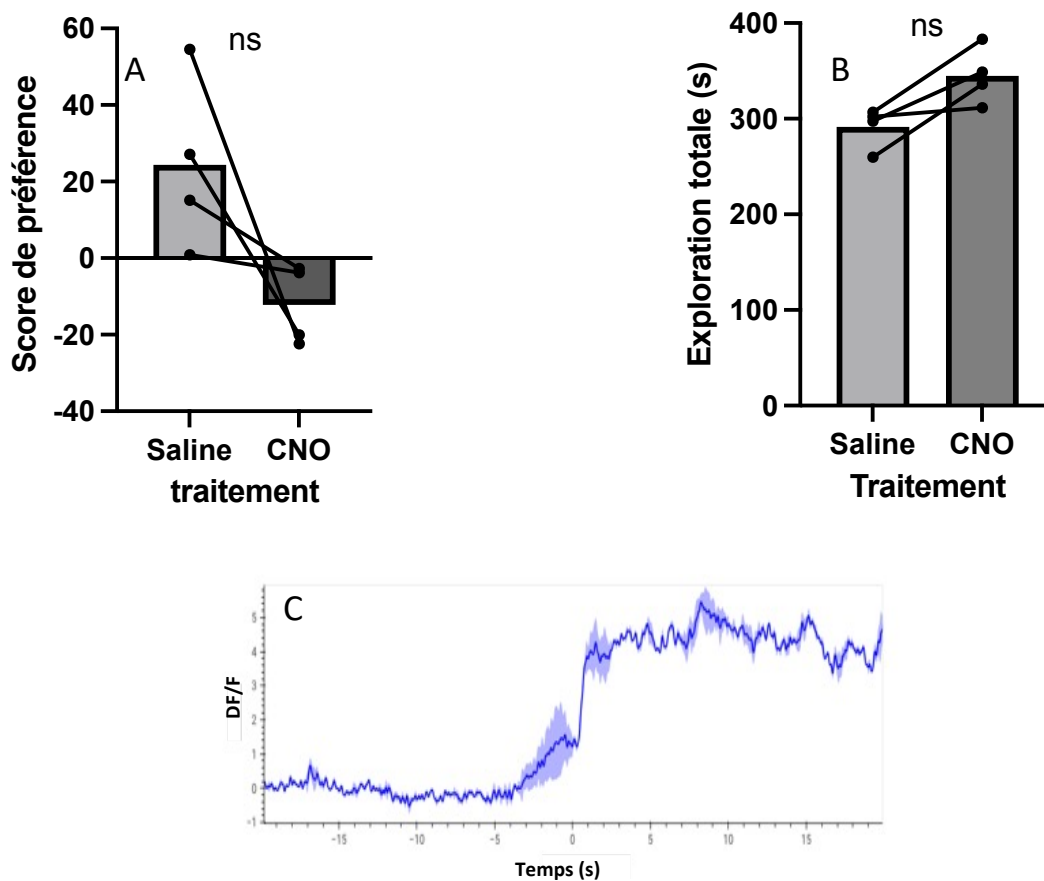 A
ns
Score de préférence
60
40
20
0
-20
-40
Saline CNO
traitement
B
ns
Exploration totale (s)
400
300
200
100
0
Saline CNO
Traitement
C
DF/F
5
4
3
2
1
0
-1
-15 -10 -5 0 5 10 15
Temps (s)